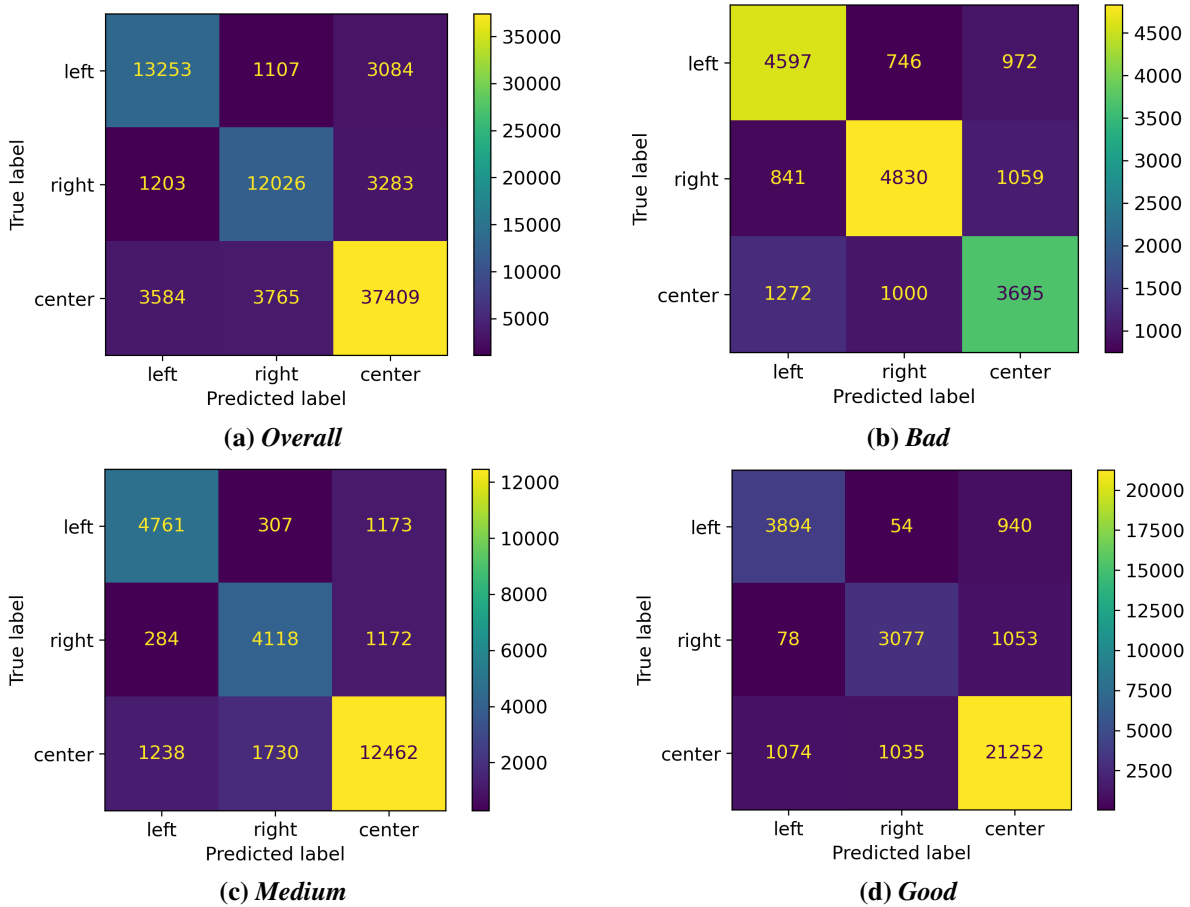 left 13253 1107 3084
right 1203 12026 3283
center 3584 3765 37409
left right center
Predicted label
True label
35000
30000
25000
20000
15000
10000
5000
(a) Overall
left 4597 746 972
right 841 4830 1059
center 1272 1000 3695
left right center
Predicted label
True label
4500
4000
3500
3000
2500
2000
1500
1000
(b) Bad
left 4761 307 1173
right 284 4118 1172
center 1238 1730 12462
left right center
Predicted label
True label
12000
10000
8000
6000
4000
2000
(c) Medium
left 3894 54 940
right 78 3077 1053
center 1074 1035 21252
left right center
Predicted label
True label
20000
17500
15000
12500
10000
7500
5000
2500
(d) Good